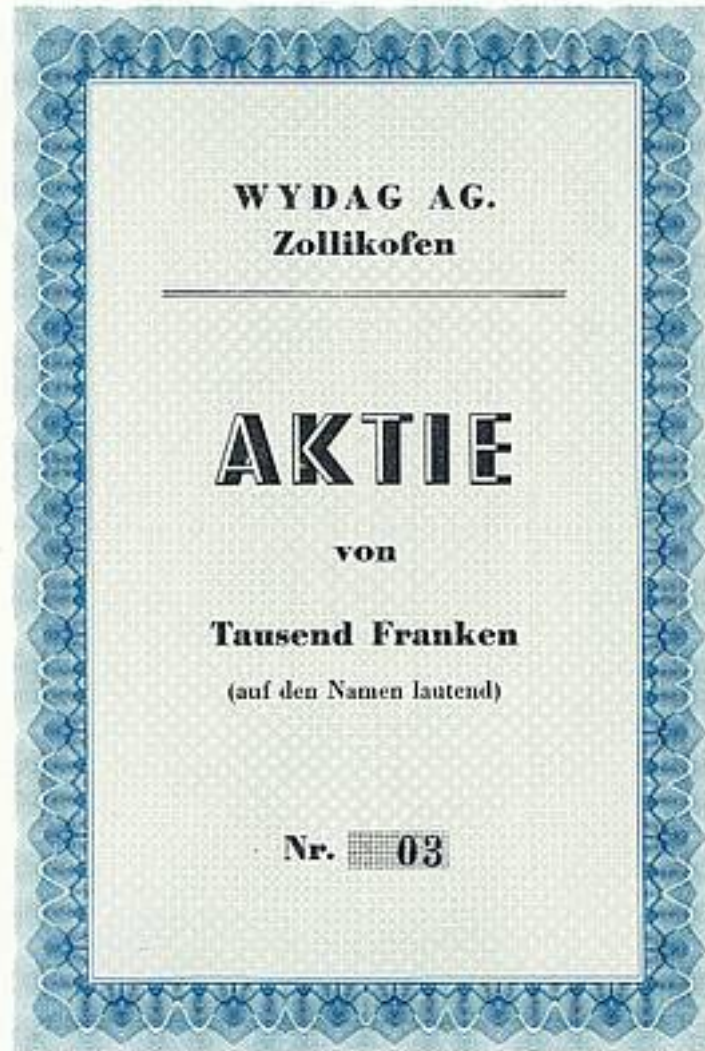 WYDAG AG.
Zollikofen
AKTIE
von
Tausend Franken
(auf den Namen lautend)
Nr. 03